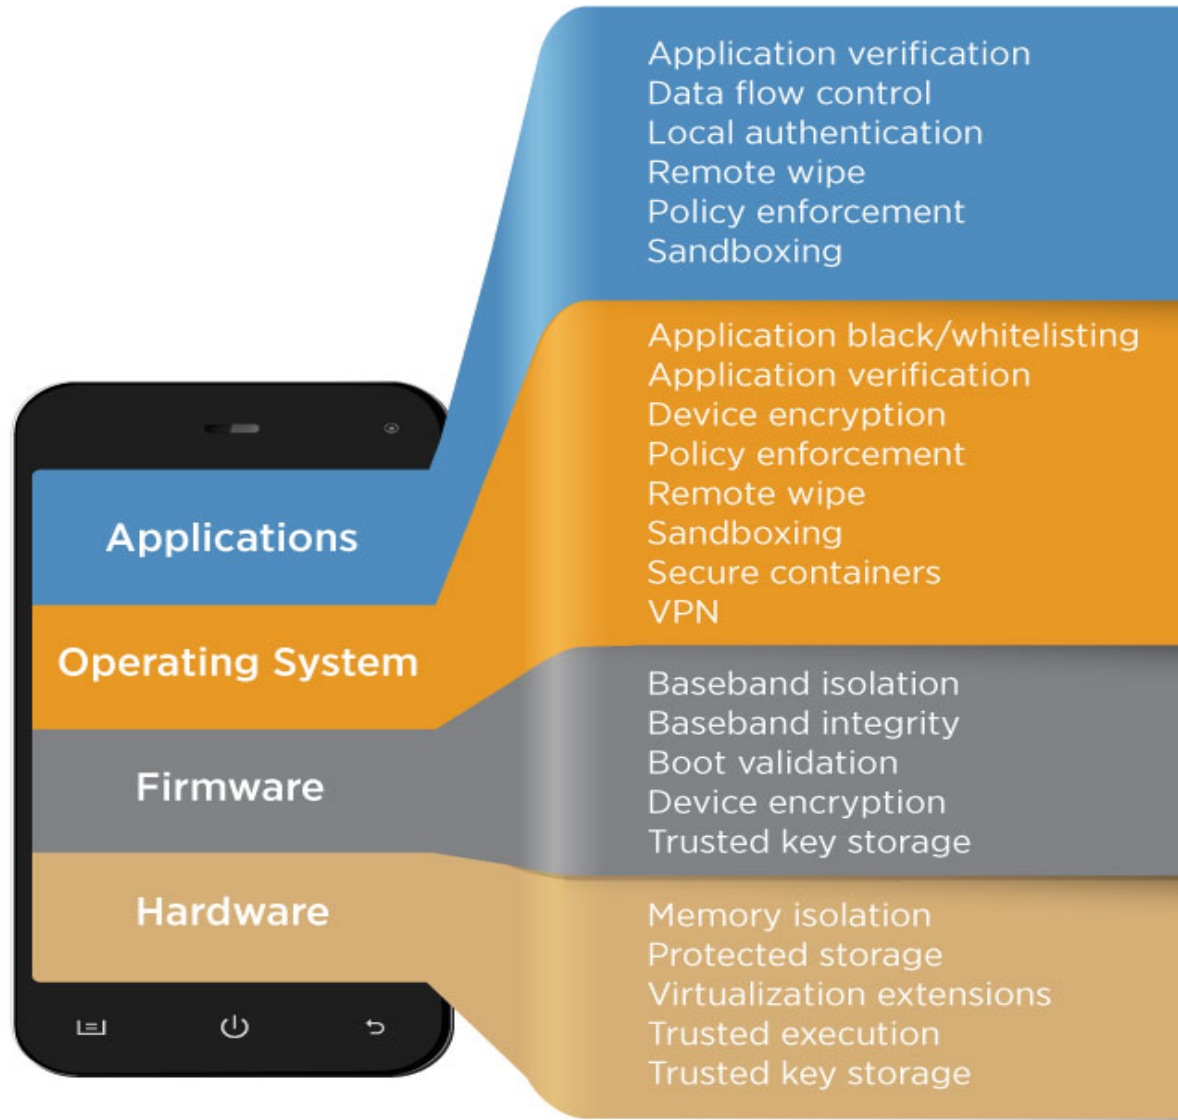 Applications
Application verification
Data flow control
Local authentication
Remote wipe
Policy enforcement
Sandboxing
Operating System
Application black/whitelisting
Application verification
Device encryption
Policy enforcement
Remote wipe
Sandboxing
Secure containers
VPN
Firmware
Baseband isolation
Baseband integrity
Boot validation
Device encryption
Trusted key storage
Hardware
Memory isolation
Protected storage
Virtualization extensions
Trusted execution
Trusted key storage